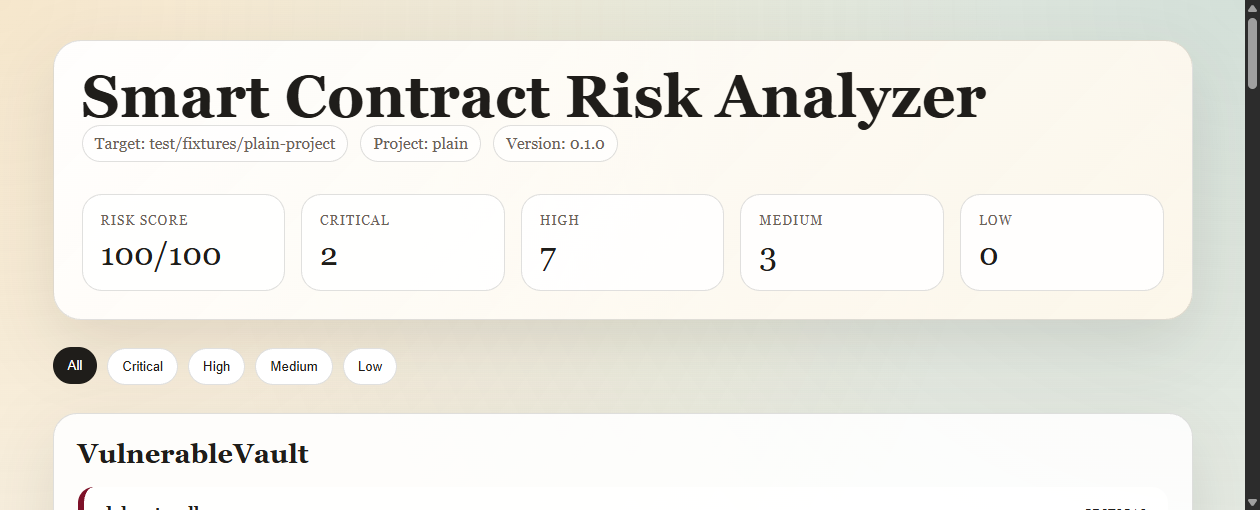 Smart Contract Risk Analyzer
Target: test/fixtures/plain-project Project: plain Version: 0.1.0
RISK SCORE CRITICAL HIGH MEDIUM LOW
100/100 2 7 3 0
All Critical High Medium Low
VulnerableVault